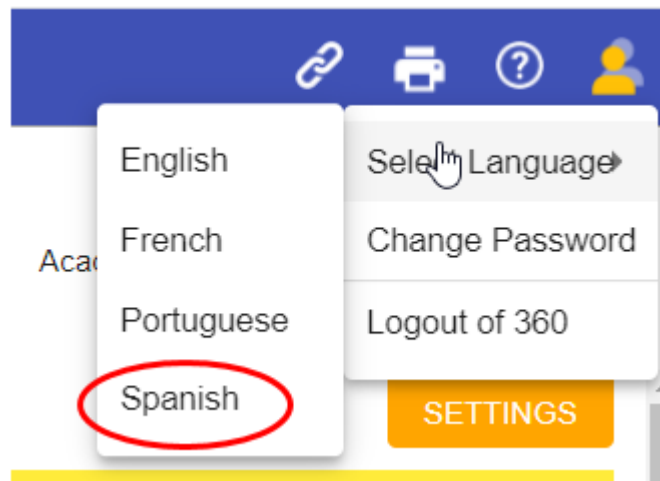 English
French
Portuguese
Spanish
Select Language
Change Password
Logout of 360
SETTINGS